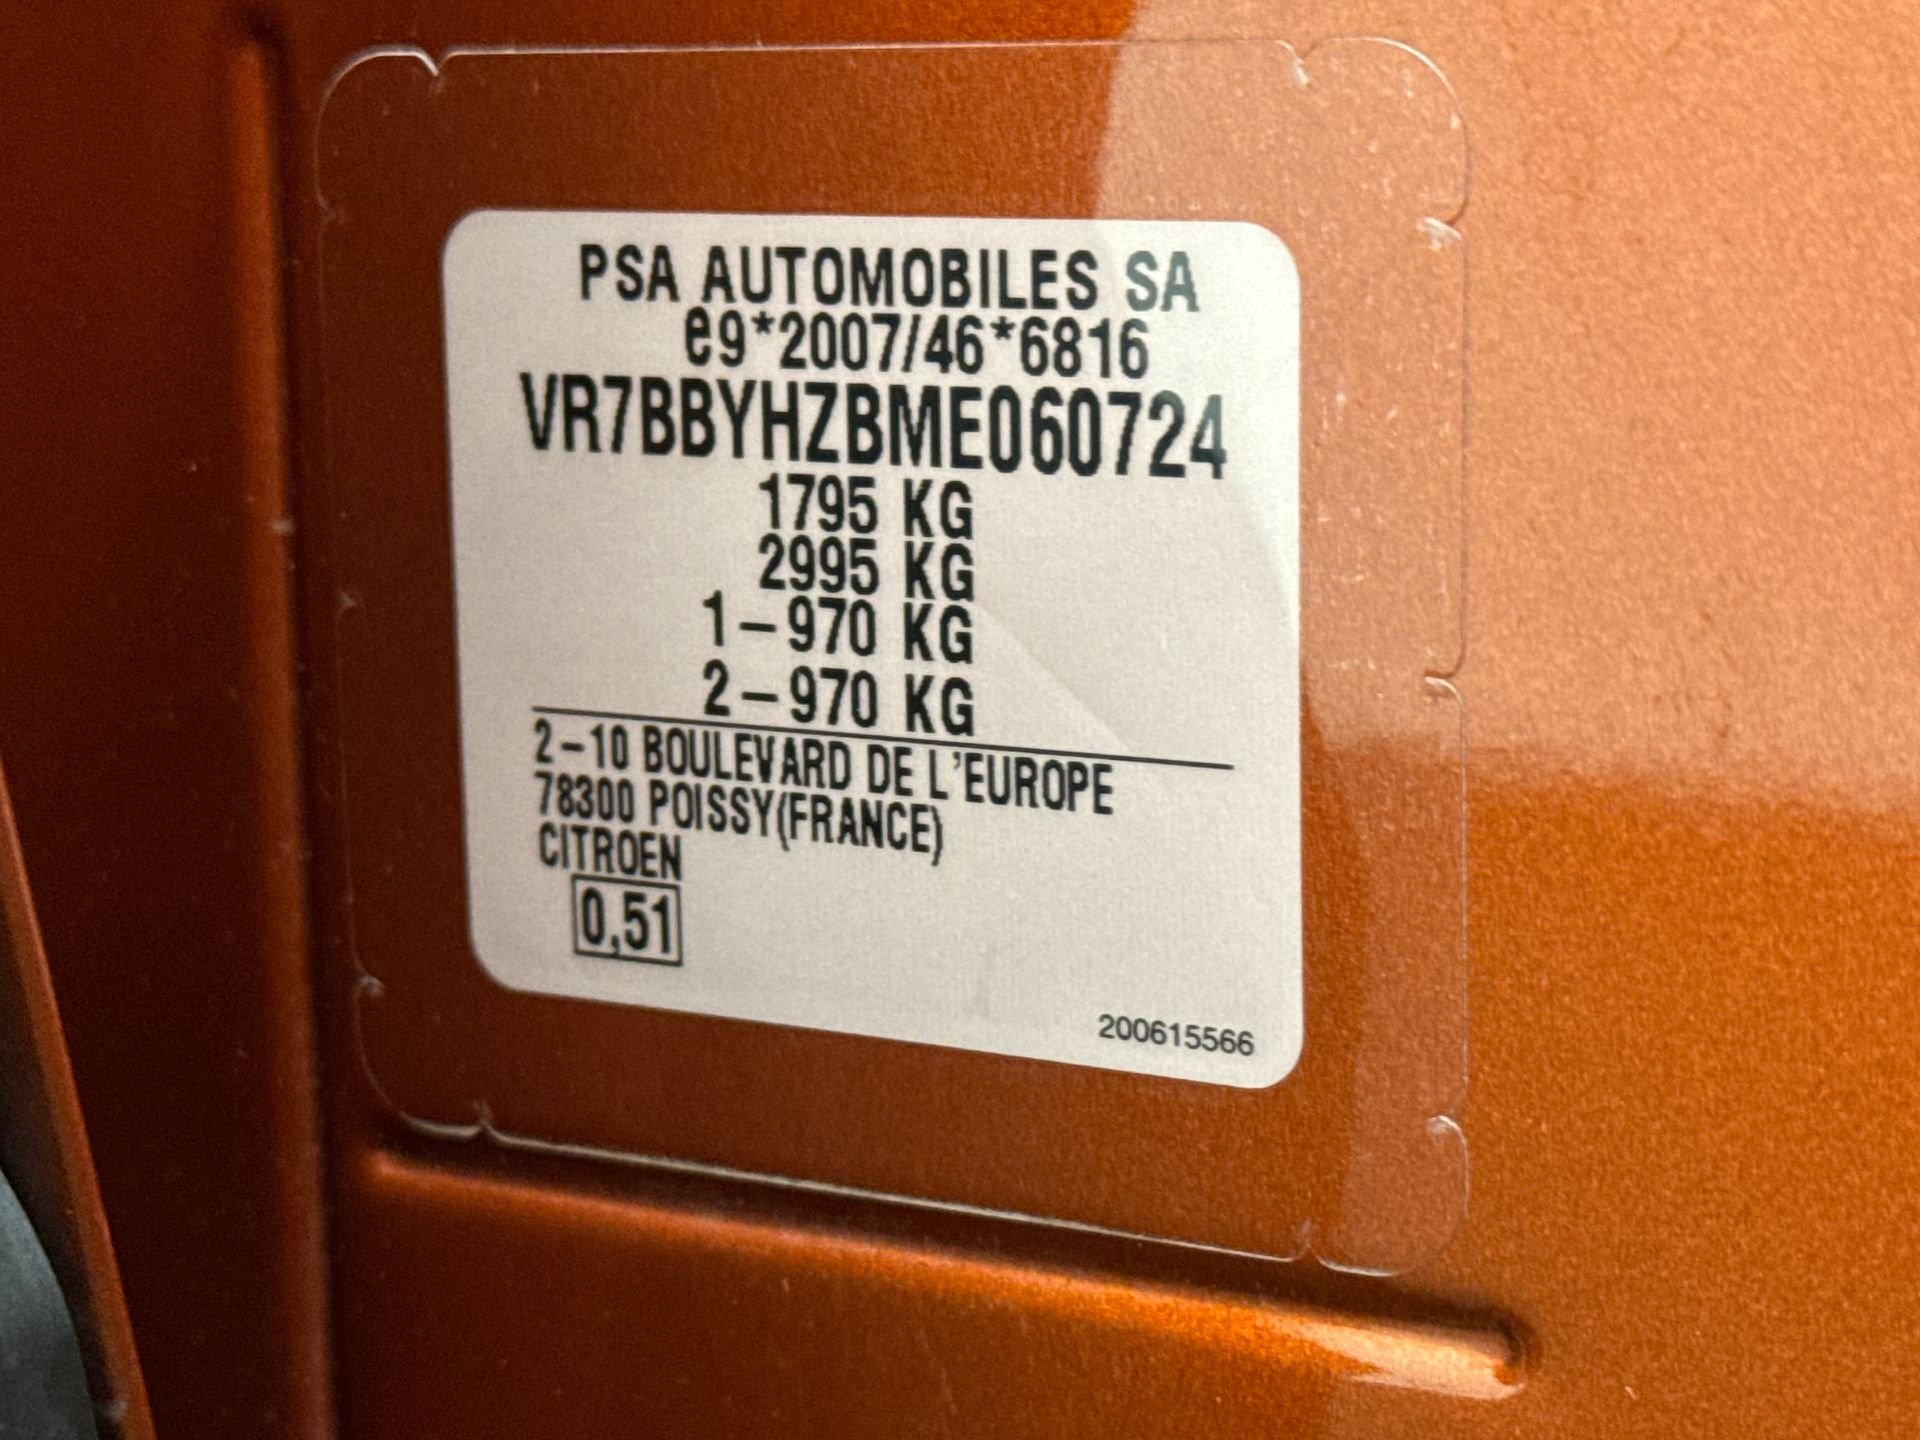 PSA AUTOMOBILES SA
e9*2007/46*6816
VR7BBYHZBME060724
1795 KG
2995 KG
1-970 KG
2-970 KG
2-10 BOULEVARD DE L'EUROPE
78300 POISSY(FRANCE)
CITROEN
0,51
200615566